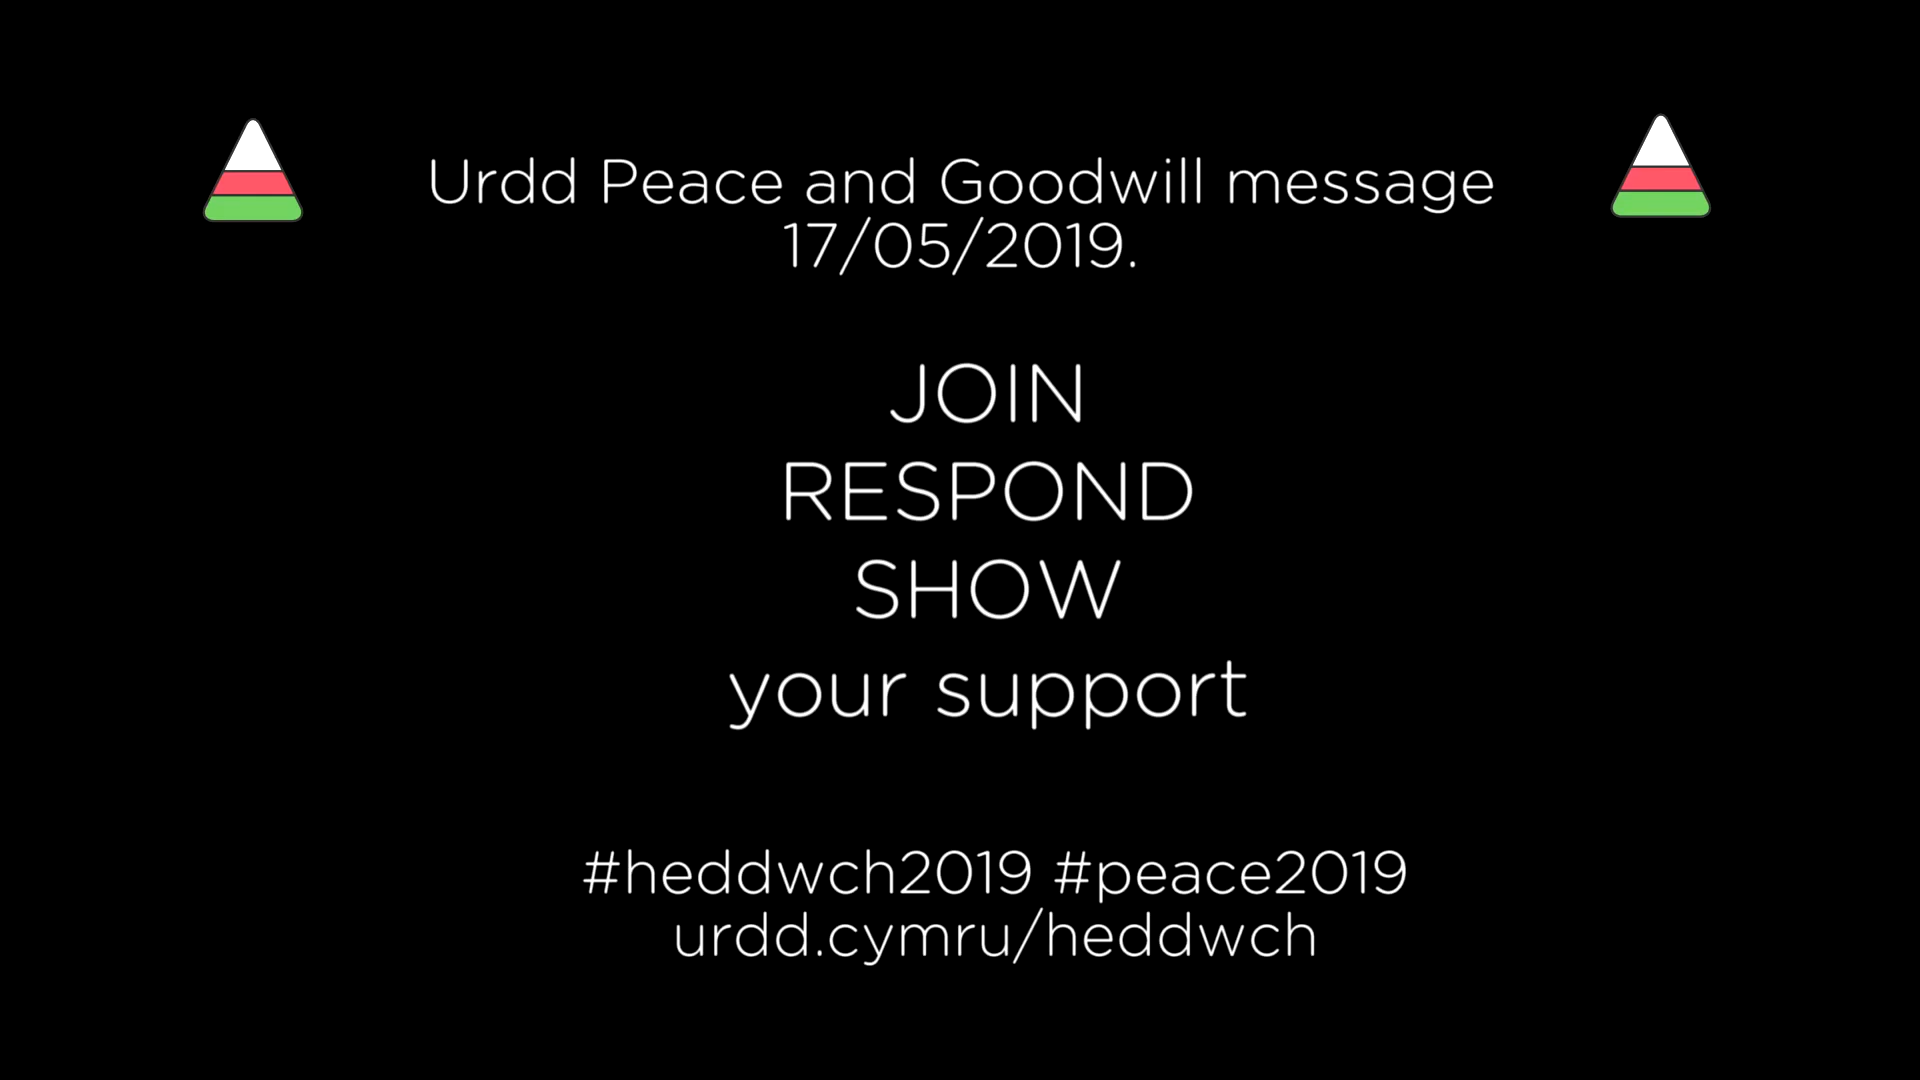 Urdd Peace and Goodwill message
17/05/2019.
JOIN
RESPOND
SHOW
your support
#heddwch2019 #peace2019
urdd.cymru/heddwch